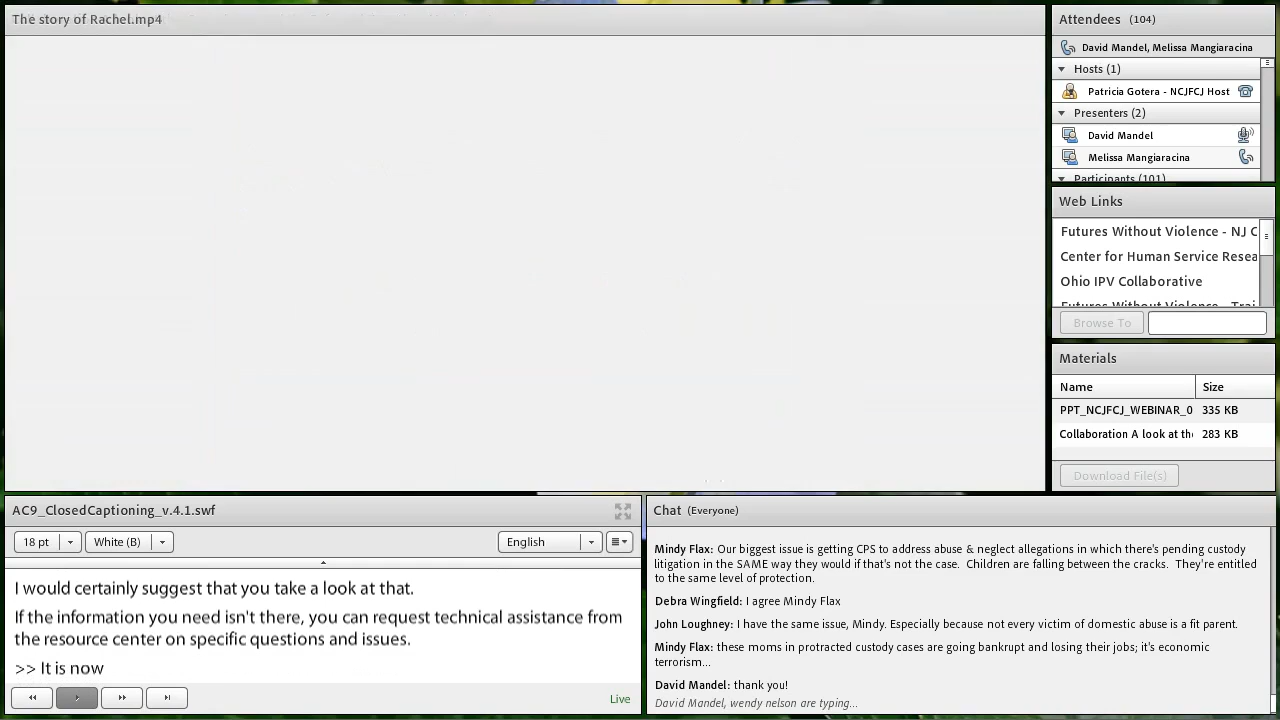 The story of Rachel.mp4
Attendees (104)
David Mandel, Melissa Mangiaracina
Hosts (1)
Patricia Gotera - NCJFCJ Host
Presenters (2)
David Mandel
Melissa Mangiaracina
Participants (101)
Web Links
Futures Without Violence - NJ C
Center for Human Service Resea
Ohio IPV Collaborative
Futures Without Violence - Trai
Browse To
Materials
Name Size
PPT_NCJFCJ_WEBINAR_0 335 KB
Collaboration A look at the 283 KB
Download File(s)
AC9_ClosedCaptioning_v.4.1.swf
18 pt White (B) English
I would certainly suggest that you take a look at that.
If the information you need isn't there, you can request technical assistance from
the resource center on specific questions and issues.
>> It is now
Live
Chat (Everyone)
Mindy Flax: Our biggest issue is getting CPS to address abuse & neglect allegations in which there's pending custody
litigation in the SAME way they would if that's not the case. Children are falling between the cracks. They're entitled
to the same level of protection.
Debra Wingfield: I agree Mindy Flax
John Loughney: I have the same issue, Mindy. Especially because not every victim of domestic abuse is a fit parent.
Mindy Flax: these moms in protracted custody cases are going bankrupt and losing their jobs; it's economic
terrorism...
David Mandel: thank you!
David Mandel, wendy nelson are typing...